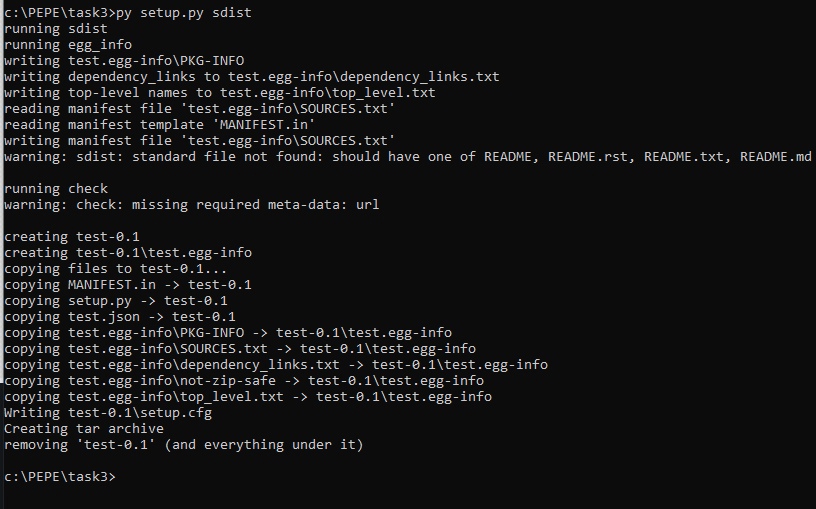 c:\PEPE\task3>py setup.py sdist
running sdist
running egg_info
writing test.egg-info\PKG-INFO
writing dependency_links to test.egg-info\dependency_links.txt
writing top-level names to test.egg-info\top_level.txt
reading manifest file 'test.egg-info\SOURCES.txt'
reading manifest template 'MANIFEST.in'
writing manifest file 'test.egg-info\SOURCES.txt'
warning: sdist: standard file not found: should have one of README, README.rst, README.txt, README.md
running check
warning: check: missing required meta-data: url
creating test-0.1
creating test-0.1\test.egg-info
copying files to test-0.1...
copying MANIFEST.in -> test-0.1
copying setup.py -> test-0.1
copying test.json -> test-0.1
copying test.egg-info\PKG-INFO -> test-0.1\test.egg-info
copying test.egg-info\SOURCES.txt -> test-0.1\test.egg-info
copying test.egg-info\dependency_links.txt -> test-0.1\test.egg-info
copying test.egg-info\not-zip-safe -> test-0.1\test.egg-info
copying test.egg-info\top_level.txt -> test-0.1\test.egg-info
Writing test-0.1\setup.cfg
Creating tar archive
removing 'test-0.1' (and everything under it)
c:\PEPE\task3>